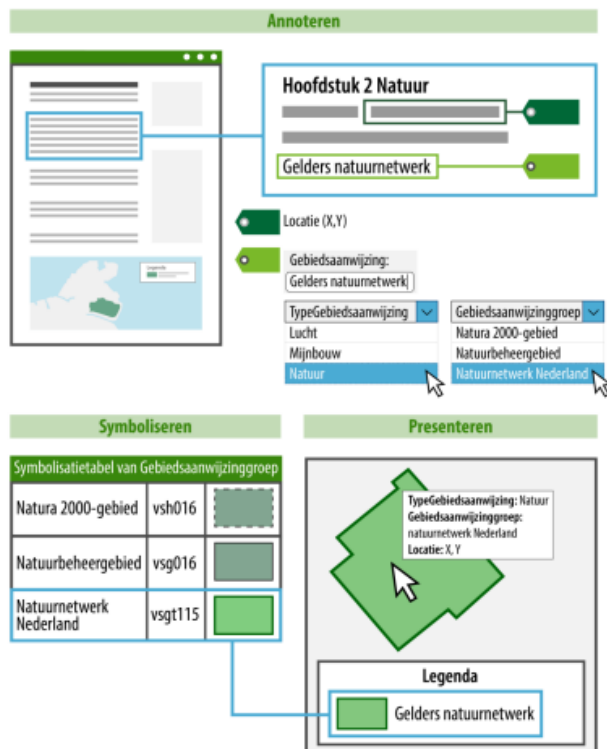 Annoteren
Hoofdstuk 2 Natuur
Gelders natuurnetwerk
Locatie (X,Y)
Gebiedsaanwijzing:
Gelders natuurnetwerk
TypeGebiedsaanwijzing
Lucht
Mijnbouw
Natuur
Gebiedsaanwijzinggroep
Natura 2000-gebied
Natuurbeheergebied
Natuurnetwerk Nederland
Legenda
Symboliseren
Symbolisatietabel van Gebiedsaanwijzinggroep
Natura 2000-gebied vsh016
Natuurbeheergebied vsg016
Natuurnetwerk
Nederland vsgt115
Presenteren
TypeGebiedsaanwijzing: Natuur
Gebiedsaanwijzinggroep:
natuurnetwerk Nederland
Locatie: X, Y
Legenda
Gelders natuurnetwerk